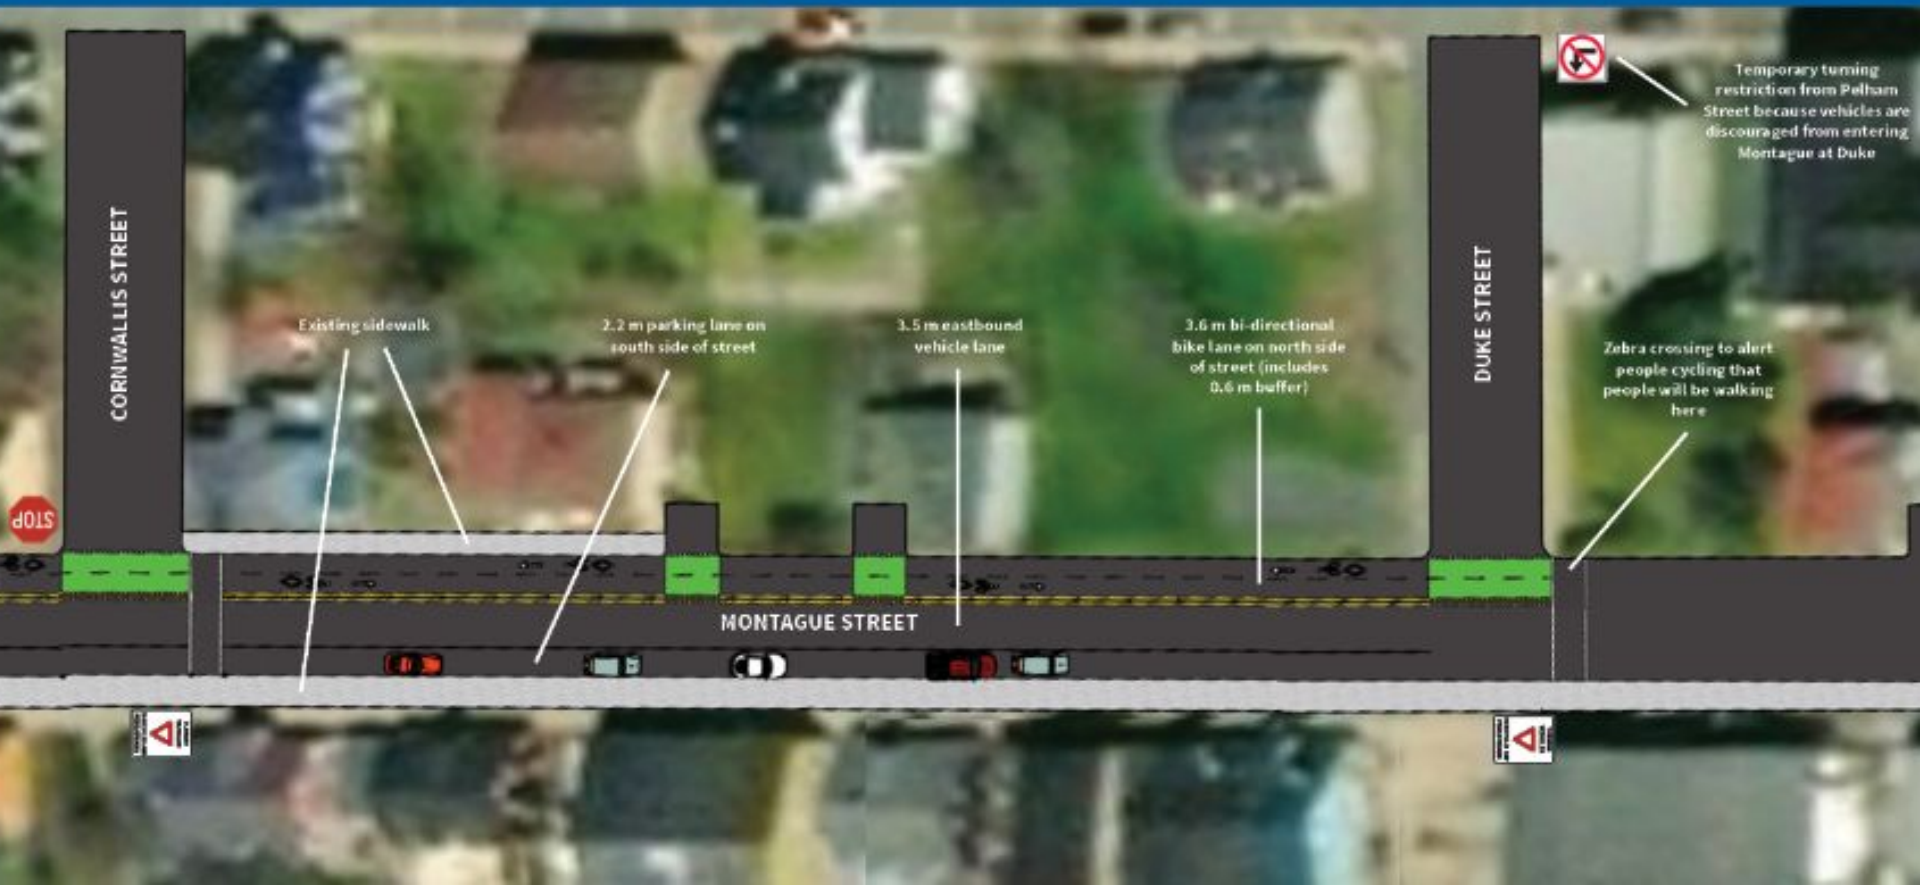 Temporary turning
restriction from Pelham
Street because vehicles are
discouraged from entering
Montague at Duke
CORNWALLIS STREET
Existing sidewalk
2.2 m parking lane on
south side of street
3.5 m eastbound
vehicle lane
3.6 m bi-directional
bike lane on north side
of street (includes
0.6 m buffer)
DUKE STREET
Zebra crossing to alert
people cycling that
people will be walking
here
STOP
MONTAGUE STREET